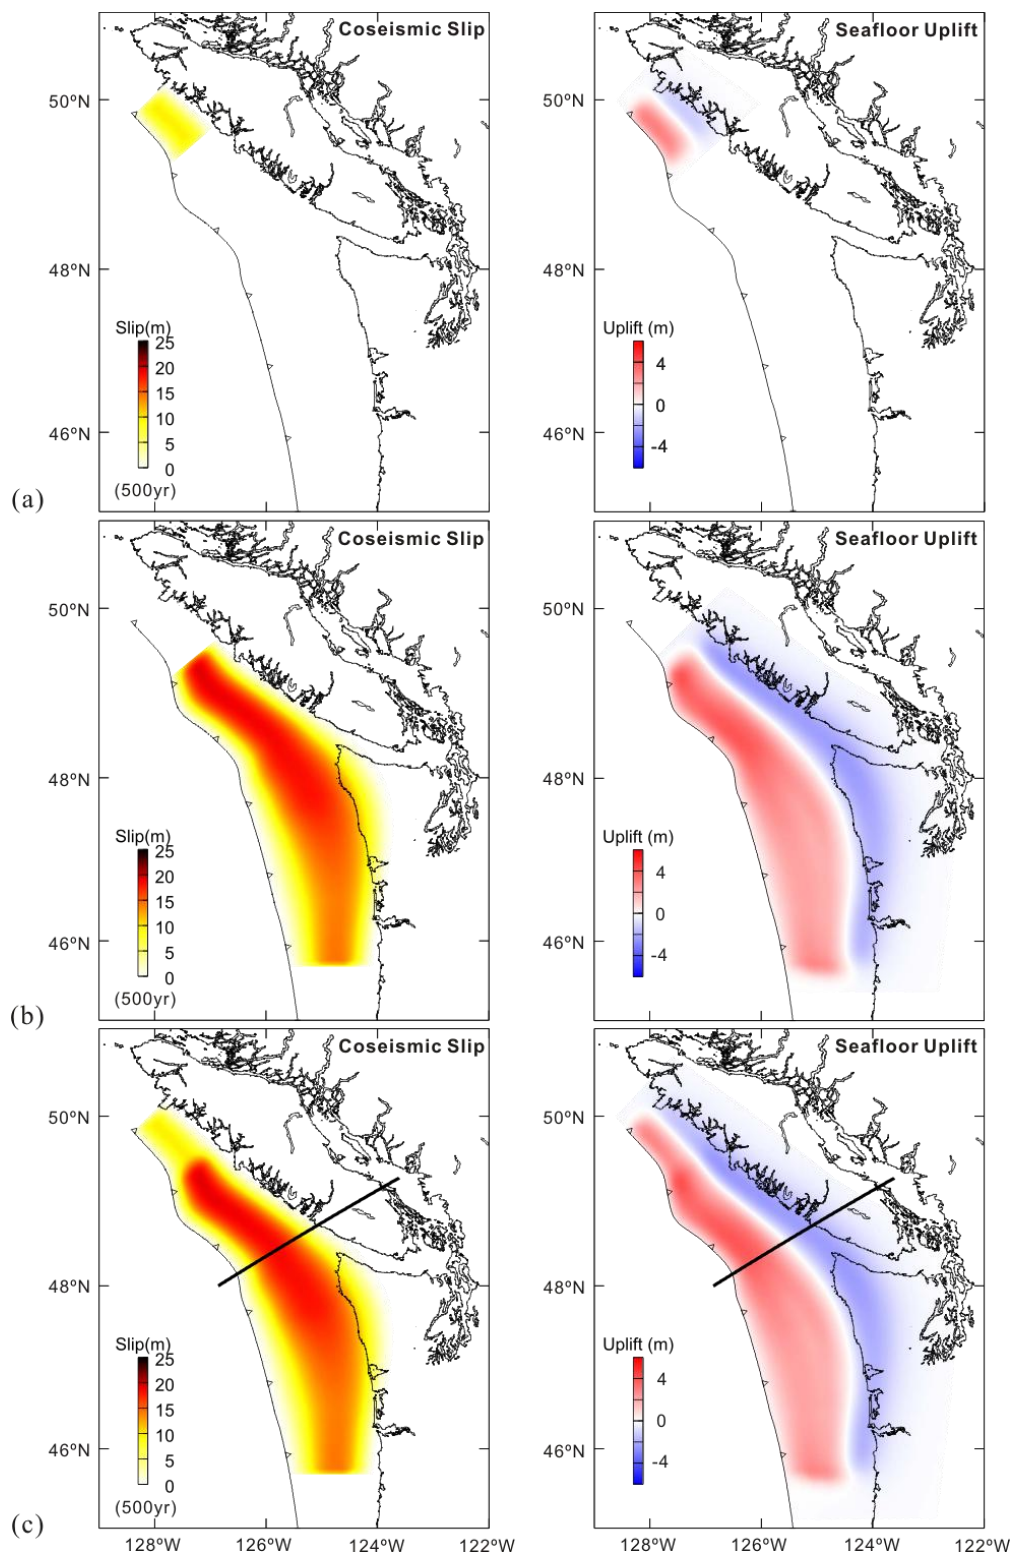 Coseismic Slip
Seafloor Uplift
50°N
50°N
48°N
48°N
Slip(m)
25
20
15
10
5
0
(500yr)
Uplift (m)
4
0
-4
46°N
46°N
(a)
Coseismic Slip
Seafloor Uplift
50°N
50°N
48°N
48°N
Slip(m)
25
20
15
10
5
0
(500yr)
Uplift (m)
4
0
-4
46°N
46°N
(b)
Coseismic Slip
Seafloor Uplift
50°N
50°N
48°N
48°N
Slip(m)
25
20
15
10
5
0
(500yr)
Uplift (m)
4
0
-4
46°N
46°N
(c)
128°W 126°W 124°W 122°W
128°W 126°W 124°W 122°W